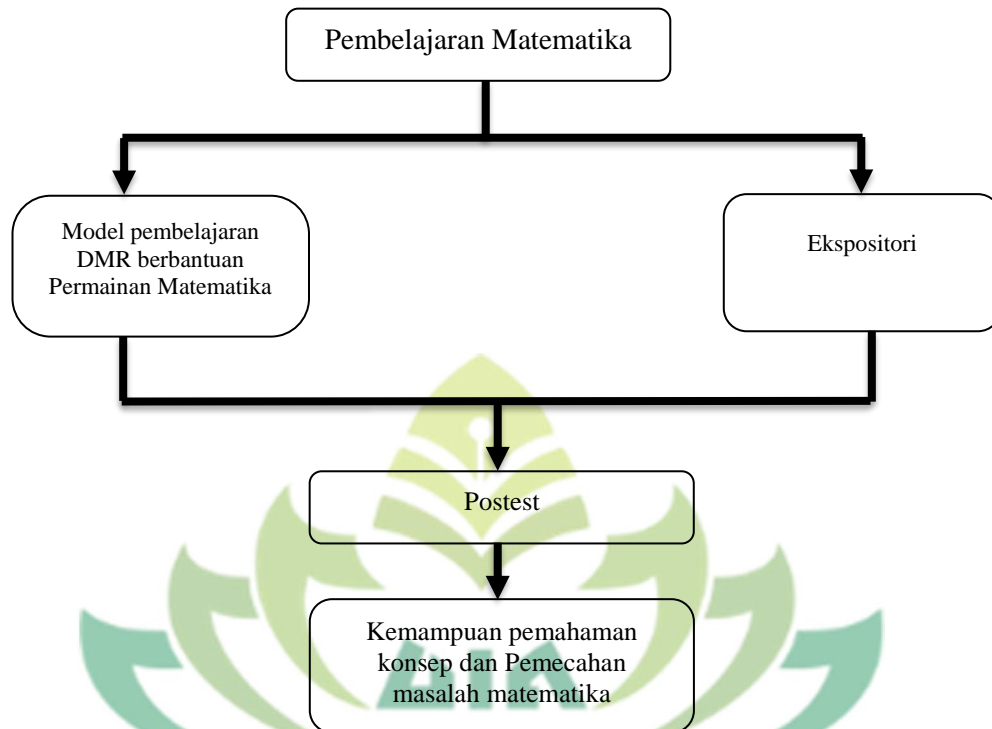 Pembelajaran Matematika
Model pembelajaran
DMR berbantuan
Permainan Matematika
Ekspositori
Postest
Kemampuan pemahaman
konsep dan Pemecahan
masalah matematika